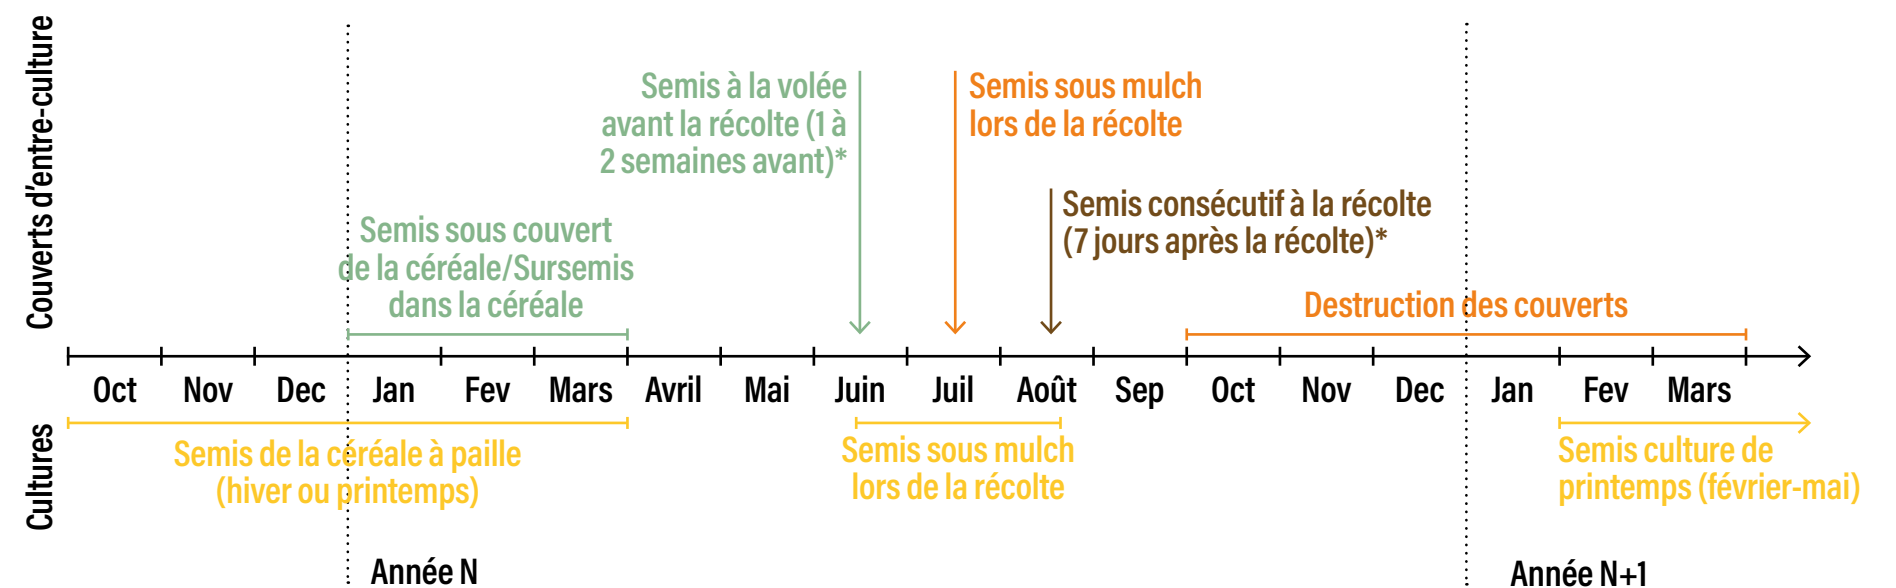 Couverts d'entre-culture
Semis à la volée
avant la récolte (1 à
2 semaines avant)*
Semis sous mulch
lors de la récolte
Semis consécutif à la récolte
(7 jours après la récolte)*
Semis sous couvert
de la céréale/Sursemis
dans la céréale
Destruction des couverts
Oct Nov Dec Jan Fev Mars Avril Mai Juin Juil Août Sep Oct Nov Dec Jan Fev Mars
Cultures
Semis de la céréale à paille
(hiver ou printemps)
Semis sous mulch
lors de la récolte
Semis culture de
printemps (février-mai)
Année N
Année N+1